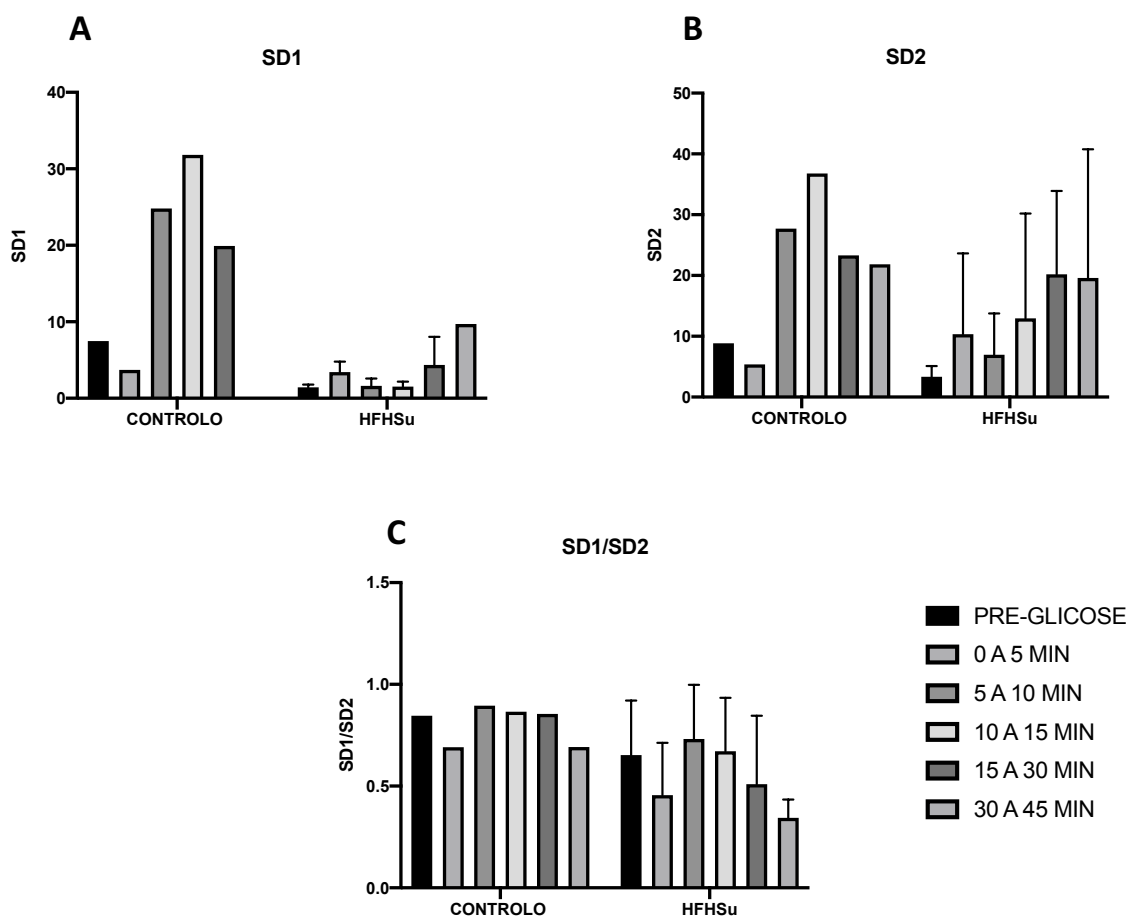 A
SD1
40
30
20
10
0
SD1
CONTROLO
HFHSu
B
SD2
50
40
30
20
10
0
SD2
CONTROLO
HFHSu
C
SD1/SD2
1.5
1.0
0.5
0.0
SD1/SD2
CONTROLO
HFHSu
PRE-GLICOSE
0 A 5 MIN
5 A 10 MIN
10 A 15 MIN
15 A 30 MIN
30 A 45 MIN